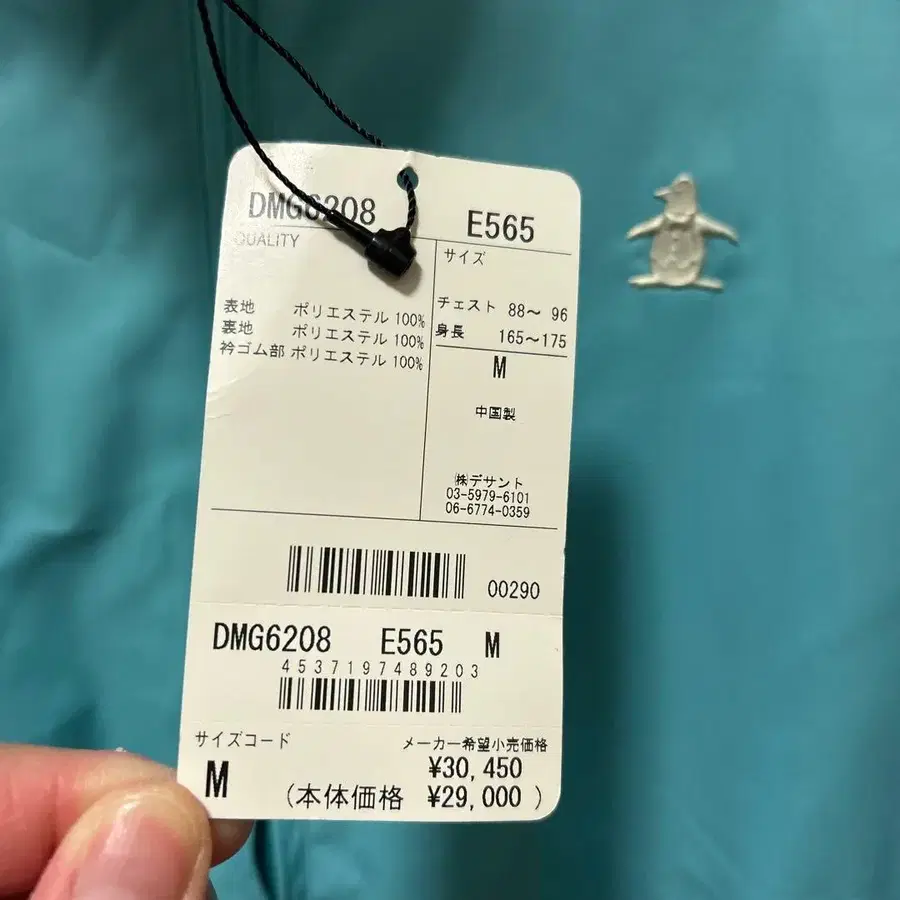 DMG6208
E565
QUALITY
サイズ
表地 ポリエステル 100%
裏地 ポリエステル 100%
衿ゴム部 ポリエステル 100%
チェスト 88～ 96
身長 165～175
M
中国製
㈱デサント
03-5979-6101
06-6774-0359
00290
DMG6208 E565 M
4537197489203
サイズコード
M
メーカー希望小売価格
¥30,450
(本体価格 ¥29,000 )